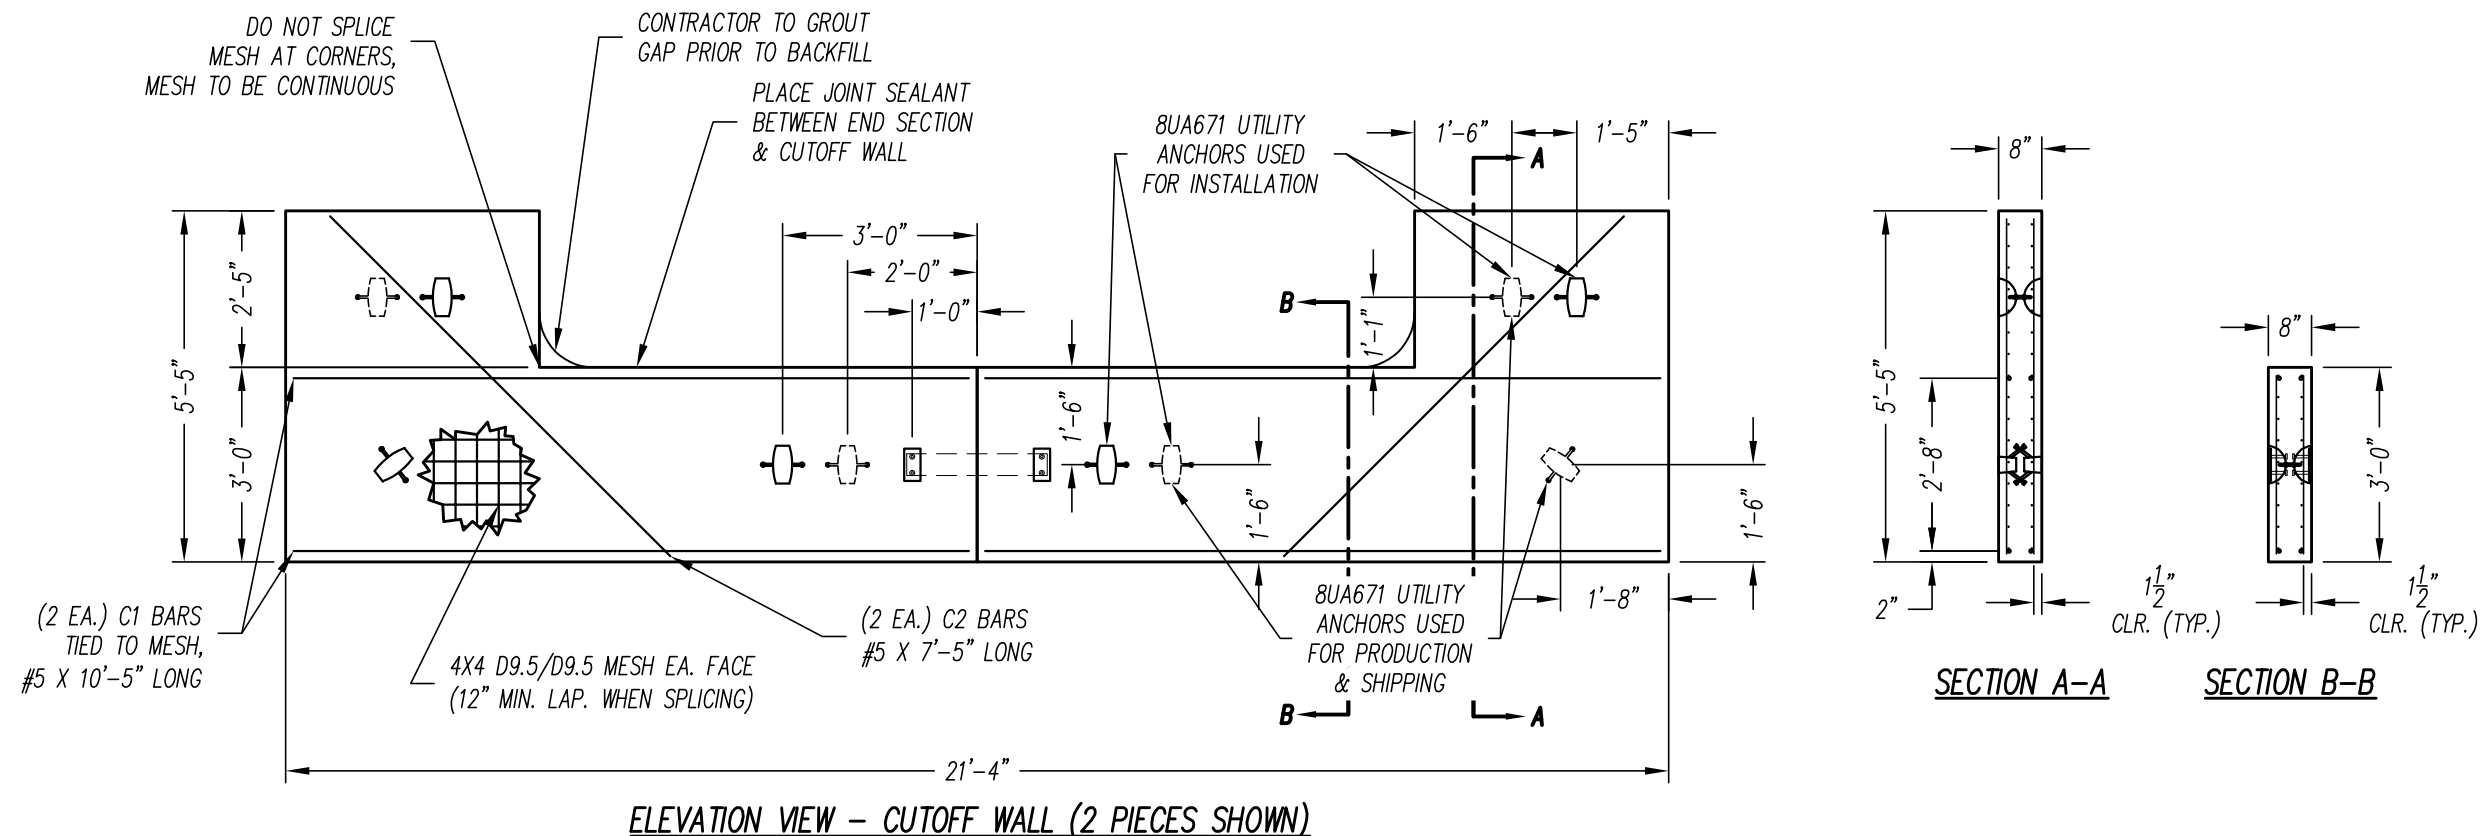 DO NOT SPLICE
MESH AT CORNERS,
MESH TO BE CONTINUOUS
CONTRACTOR TO GROUT
GAP PRIOR TO BACKFILL
PLACE JOINT SEALANT
BETWEEN END SECTION
& CUTOFF WALL
8UA671 UTILITY
ANCHORS USED
FOR INSTALLATION
1'-6"
1'-5"
A
8"
3'-0"
2'-0"
1'-0"
5'-5"
2'-5"
3'-0"
B
1'-1"
1'-6"
1'-6"
1'-6"
1'-8"
8UA671 UTILITY
ANCHORS USED
FOR PRODUCTION
& SHIPPING
B
A
(2 EA.) C1 BARS
TIED TO MESH,
#5 X 10'-5" LONG
4X4 D9.5/D9.5 MESH EA. FACE
(12" MIN. LAP. WHEN SPLICING)
(2 EA.) C2 BARS
#5 X 7'-5" LONG
21'-4"
ELEVATION VIEW - CUTOFF WALL (2 PIECES SHOWN)
5'-5"
2'-8"
2"
1 1/2"
CLR. (TYP.)
SECTION A-A
8"
3'-0"
1 1/2"
CLR. (TYP.)
SECTION B-B